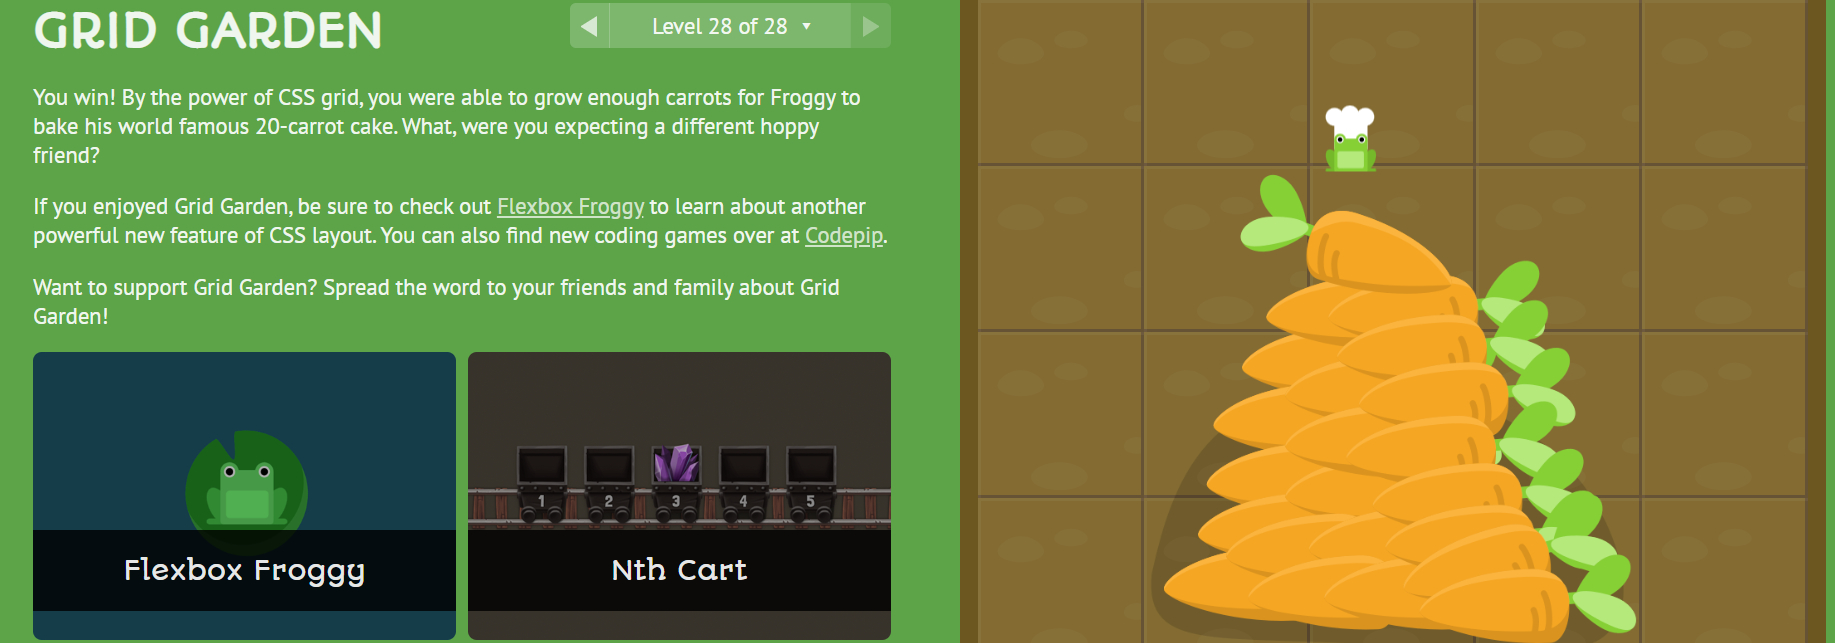 GRID GARDEN
Level 28 of 28
You win! By the power of CSS grid, you were able to grow enough carrots for Froggy to
bake his world famous 20-carrot cake. What, were you expecting a different hoppy
friend?
If you enjoyed Grid Garden, be sure to check out Flexbox Froggy to learn about another
powerful new feature of CSS layout. You can also find new coding games over at Codepip.
Want to support Grid Garden? Spread the word to your friends and family about Grid
Garden!
1 2 3 4 5
Flexbox Froggy
Nth Cart